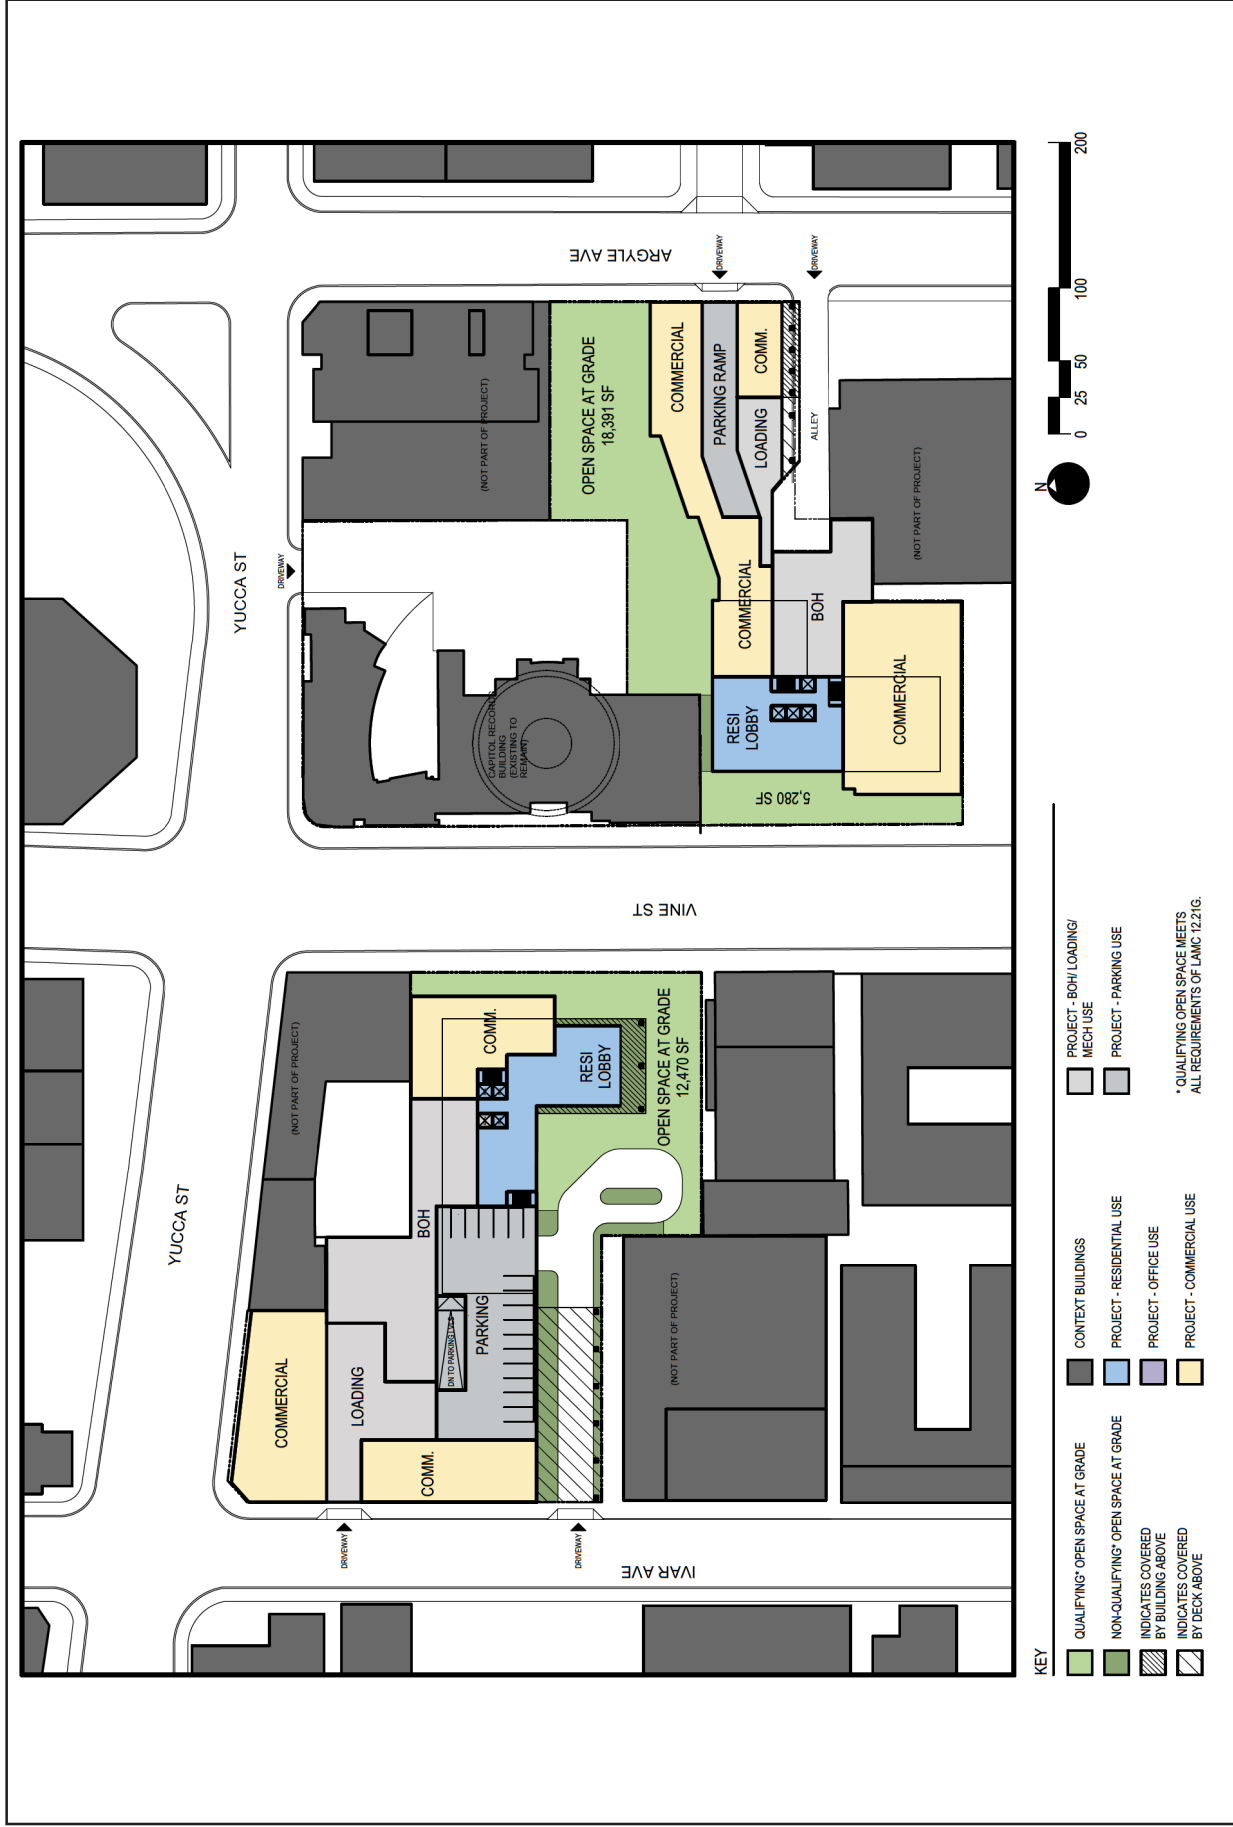 YUCCA ST
YUCCA ST
IVAR AVE
VINE ST
ARGYLE AVE
DRIVEWAY
DRIVEWAY
DRIVEWAY
DRIVEWAY
DRIVEWAY
COMMERCIAL
LOADING
COMM.
BOH
PARKING
DN TO PARKING LVLS
COMM.
RESI
LOBBY
OPEN SPACE AT GRADE
12,470 SF
(NOT PART OF PROJECT)
(NOT PART OF PROJECT)
CAPITOL RECORDS
BUILDING
(EXISTING TO
REMAIN)
(NOT PART OF PROJECT)
OPEN SPACE AT GRADE
18,391 SF
COMMERCIAL
PARKING RAMP
COMM.
LOADING
ALLEY
COMMERCIAL
BOH
RESI
LOBBY
COMMERCIAL
5,280 SF
(NOT PART OF PROJECT)
N
0
25
50
100
200
KEY
QUALIFYING* OPEN SPACE AT GRADE
NON-QUALIFYING* OPEN SPACE AT GRADE
INDICATES COVERED
BY BUILDING ABOVE
INDICATES COVERED
BY DECK ABOVE
CONTEXT BUILDINGS
PROJECT - RESIDENTIAL USE
PROJECT - OFFICE USE
PROJECT - COMMERCIAL USE
PROJECT - BOH/ LOADING/
MECH USE
PROJECT - PARKING USE
* QUALIFYING OPEN SPACE MEETS
ALL REQUIREMENTS OF LAMC 12.21G.